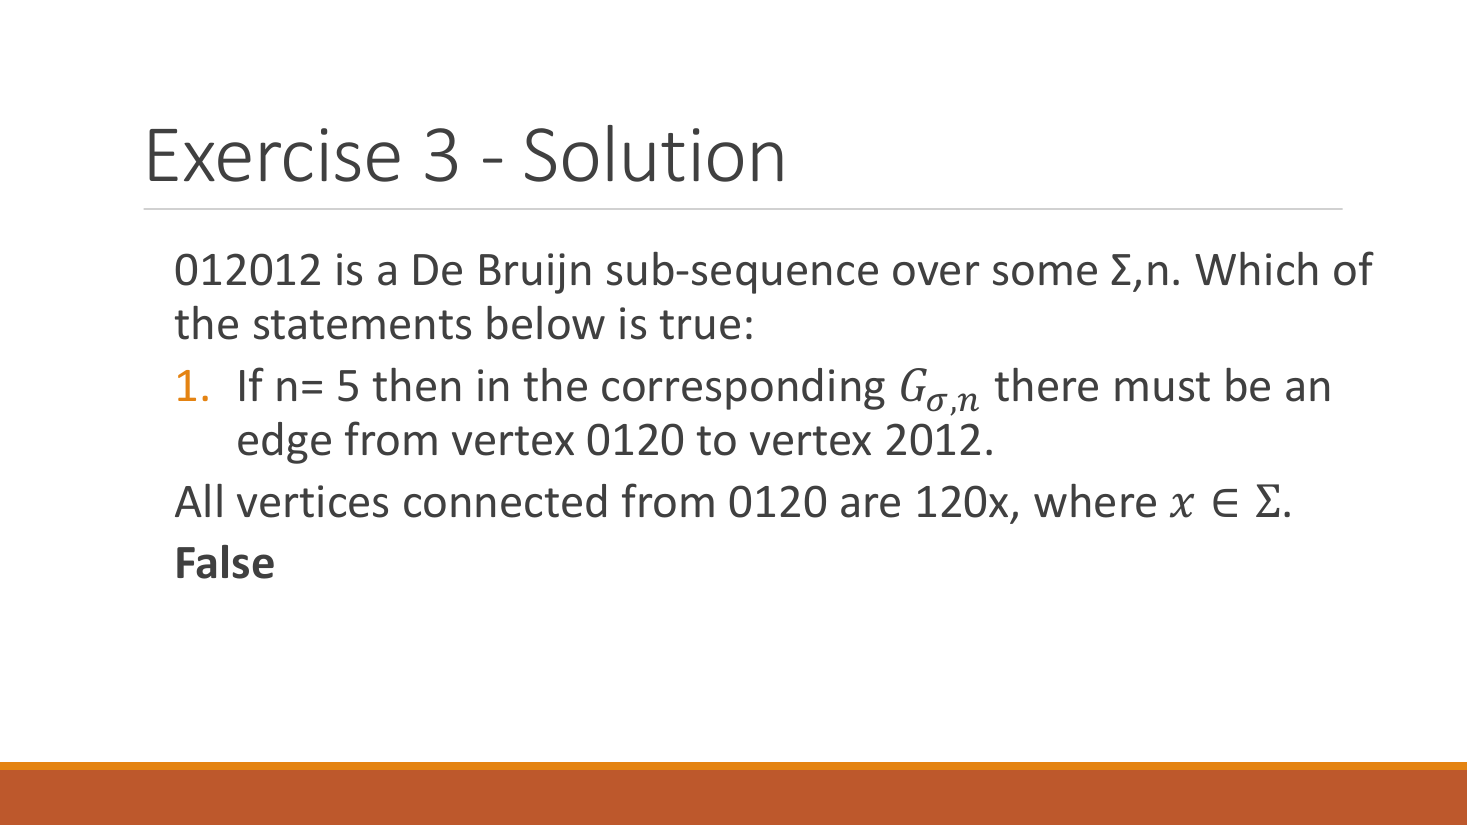 Exercise 3 - Solution
012012 is a De Bruijn sub-sequence over some Σ,n. Which of
the statements below is true:
1. If n= 5 then in the corresponding 𝐺𝜎,𝑛 there must be an
edge from vertex 0120 to vertex 2012.
All vertices connected from 0120 are 120x, where 𝑥 ∈ Σ.
False